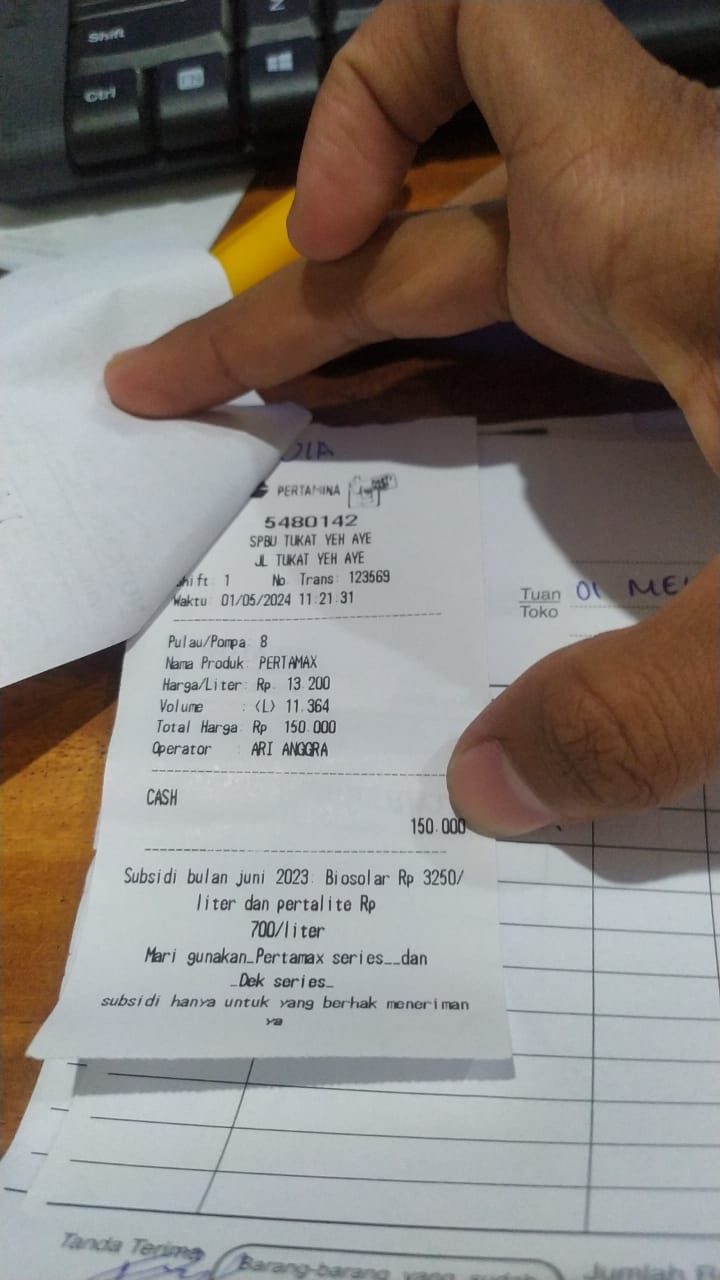 Shift
Z
Ctrl
Fn
PERTAMINA
5480142
SPBU TUKAT YEH AYE
JL TUKAT YEH AYE
Shift: 1 No. Trans: 123569
Waktu: 01/05/2024 11:21:31
Pulau/Pompa: 8
Nama Produk: PERTAMAX
Harga/Liter: Rp. 13.200
Volume : (L) 11.364
Total Harga: Rp 150.000
Operator : ARI ANGGRA
CASH
150.000
Subsidi bulan juni 2023: Biosolar Rp 3250/
liter dan pertalite Rp
700/liter
Mari gunakan_Pertamax series__dan
_Dek series_
subsidi hanya untuk yang berhak meneriman
ya
Tuan 01 MEI
Toko
Tanda Terima
Barang-barang yang sudah
Jumlah